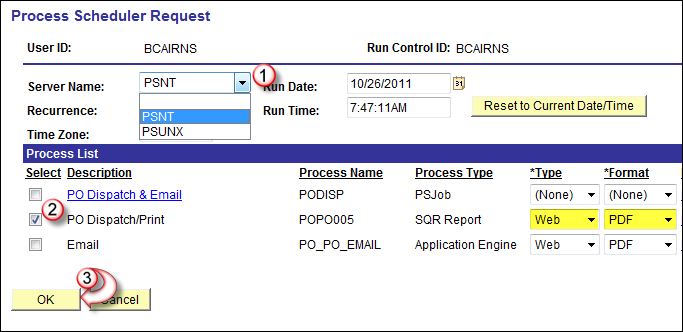 Process Scheduler Request
User ID: BCAIRNS Run Control ID: BCAIRNS
Server Name: PSNT 1 Run Date: 10/26/2011 31
PSNT
PSUNX
Recurrence: Run Time: 7:47:11AM Reset to Current Date/Time
Time Zone:
Process List
Select Description Process Name Process Type *Type *Format
PO Dispatch & Email PODISP PSJob (None) (None)
2 PO Dispatch/Print POPO005 SQR Report Web PDF
Email PO_PO_EMAIL Application Engine Web PDF
3
OK Cancel